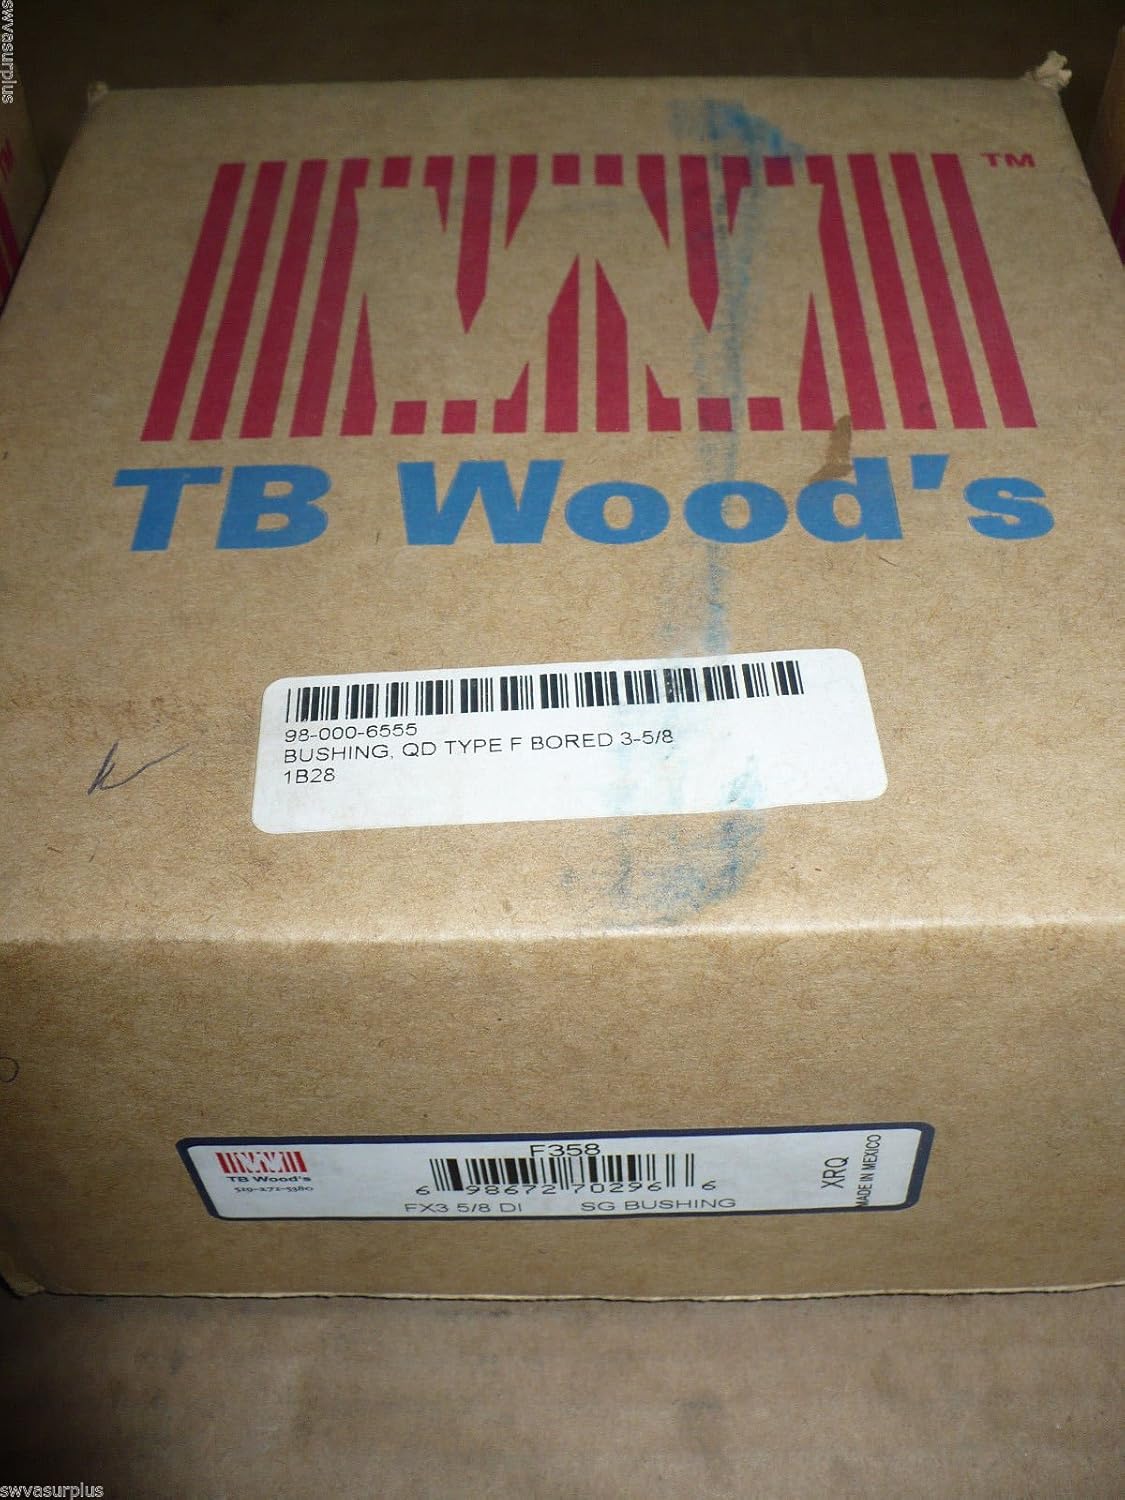 swvasurplus
TM
TM
TB Wood's
98-000-6555
BUSHING, QD TYPE F BORED 3-5/8
1B28
F358
TB Wood's
6 98672 70296 6
FX3 5/8 DI SG BUSHING
XRQ
MADE IN MEXICO
swvasurplus